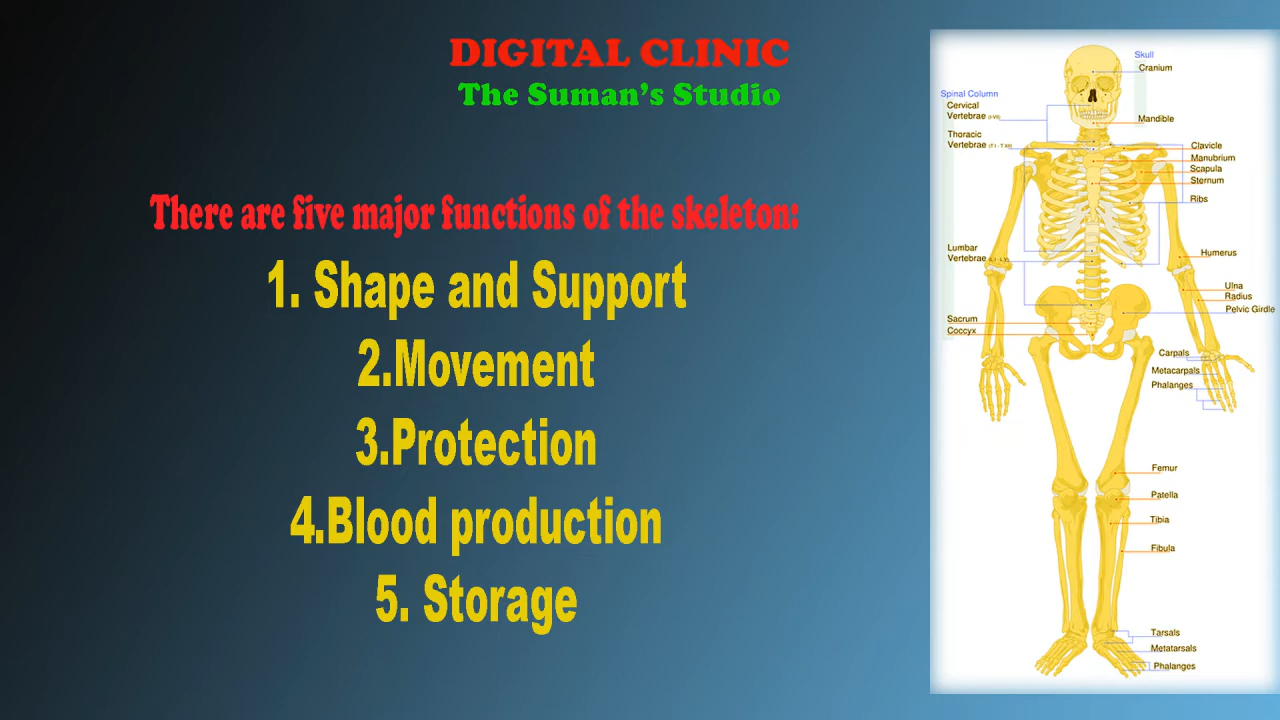 DIGITAL CLINIC
The Suman's Studio
There are five major functions of the skeleton:
1. Shape and Support
2.Movement
3.Protection
4.Blood production
5. Storage
Skull
Cranium
Spinal Column
Cervical
Vertebrae (I-VII)
Mandible
Thoracic
Vertebrae (T I - T XII)
Clavicle
Manubrium
Scapula
Sternum
Ribs
Lumbar
Vertebrae (L I - L V)
Humerus
Ulna
Radius
Pelvic Girdle
Sacrum
Coccyx
Carpals
Metacarpals
Phalanges
Femur
Patella
Tibia
Fibula
Tarsals
Metatarsals
Phalanges